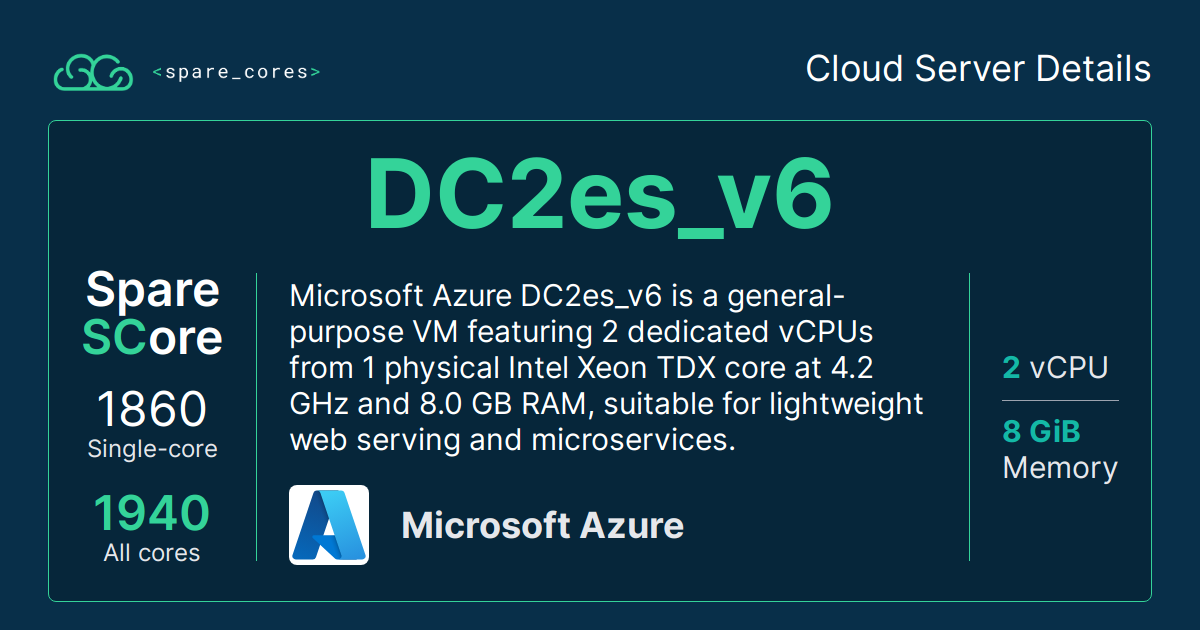 <spare_cores>
Cloud Server Details
DC2es_v6
Spare
SCore
1860
Single-core
1940
All cores
Microsoft Azure DC2es_v6 is a general-
purpose VM featuring 2 dedicated vCPUs
from 1 physical Intel Xeon TDX core at 4.2
GHz and 8.0 GB RAM, suitable for lightweight
web serving and microservices.
Microsoft Azure
2 vCPU
8 GiB
Memory